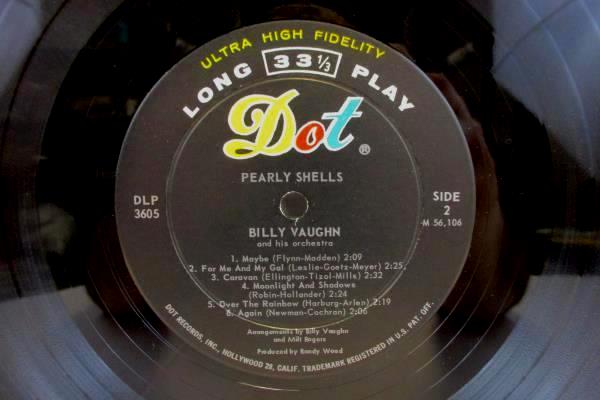 ULTRA HIGH FIDELITY
LONG 33 1/3 PLAY
Dot®
PEARLY SHELLS
DLP
3605
SIDE
2
-M 56,106
BILLY VAUGHN
and his orchestra
1. Maybe (Flynn-Madden) 2:09
2. For Me And My Gal (Leslie-Goetz-Meyer) 2:25
3. Caravan (Ellington-Tizol-Mills) 2:32
4. Moonlight And Shadows
(Robin-Hollander) 2:24
5. Over The Rainbow (Harburg-Arlen) 2:19
6. Again (Newman-Cochran) 2:06
Arrangements by Billy Vaughn
and Milt Rogers
Produced by Randy Wood
DOT RECORDS, INC., HOLLYWOOD 28, CALIF. TRADEMARK REGISTERED IN U.S. PAT. OFF.